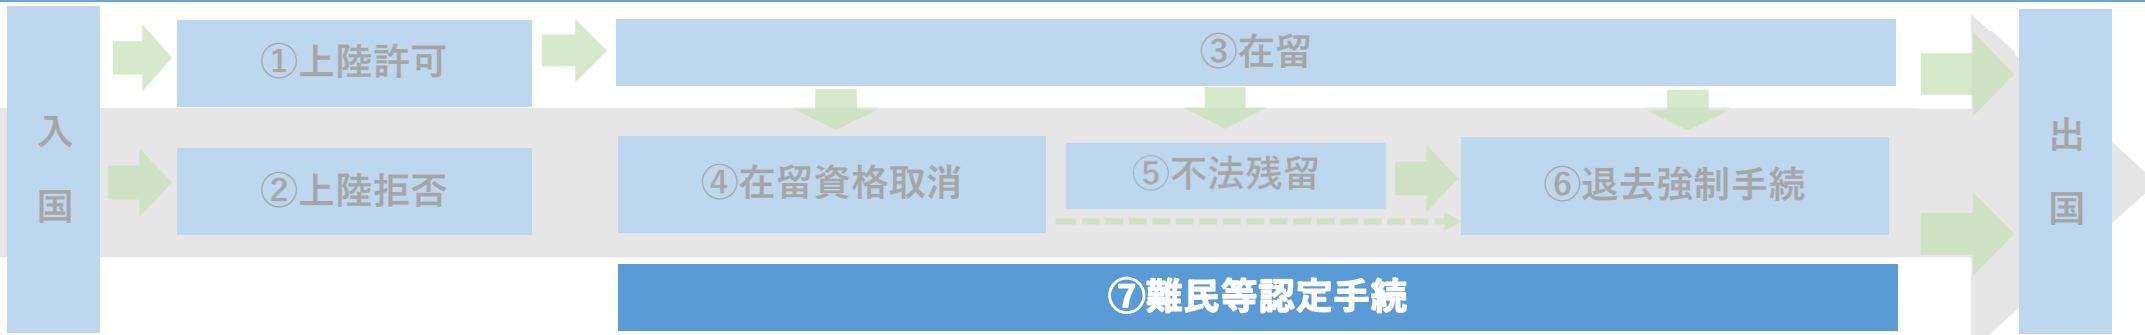 入国
①上陸許可
②上陸拒否
③在留
④在留資格取消
⑤不法残留
⑥退去強制手続
⑦難民等認定手続
出国